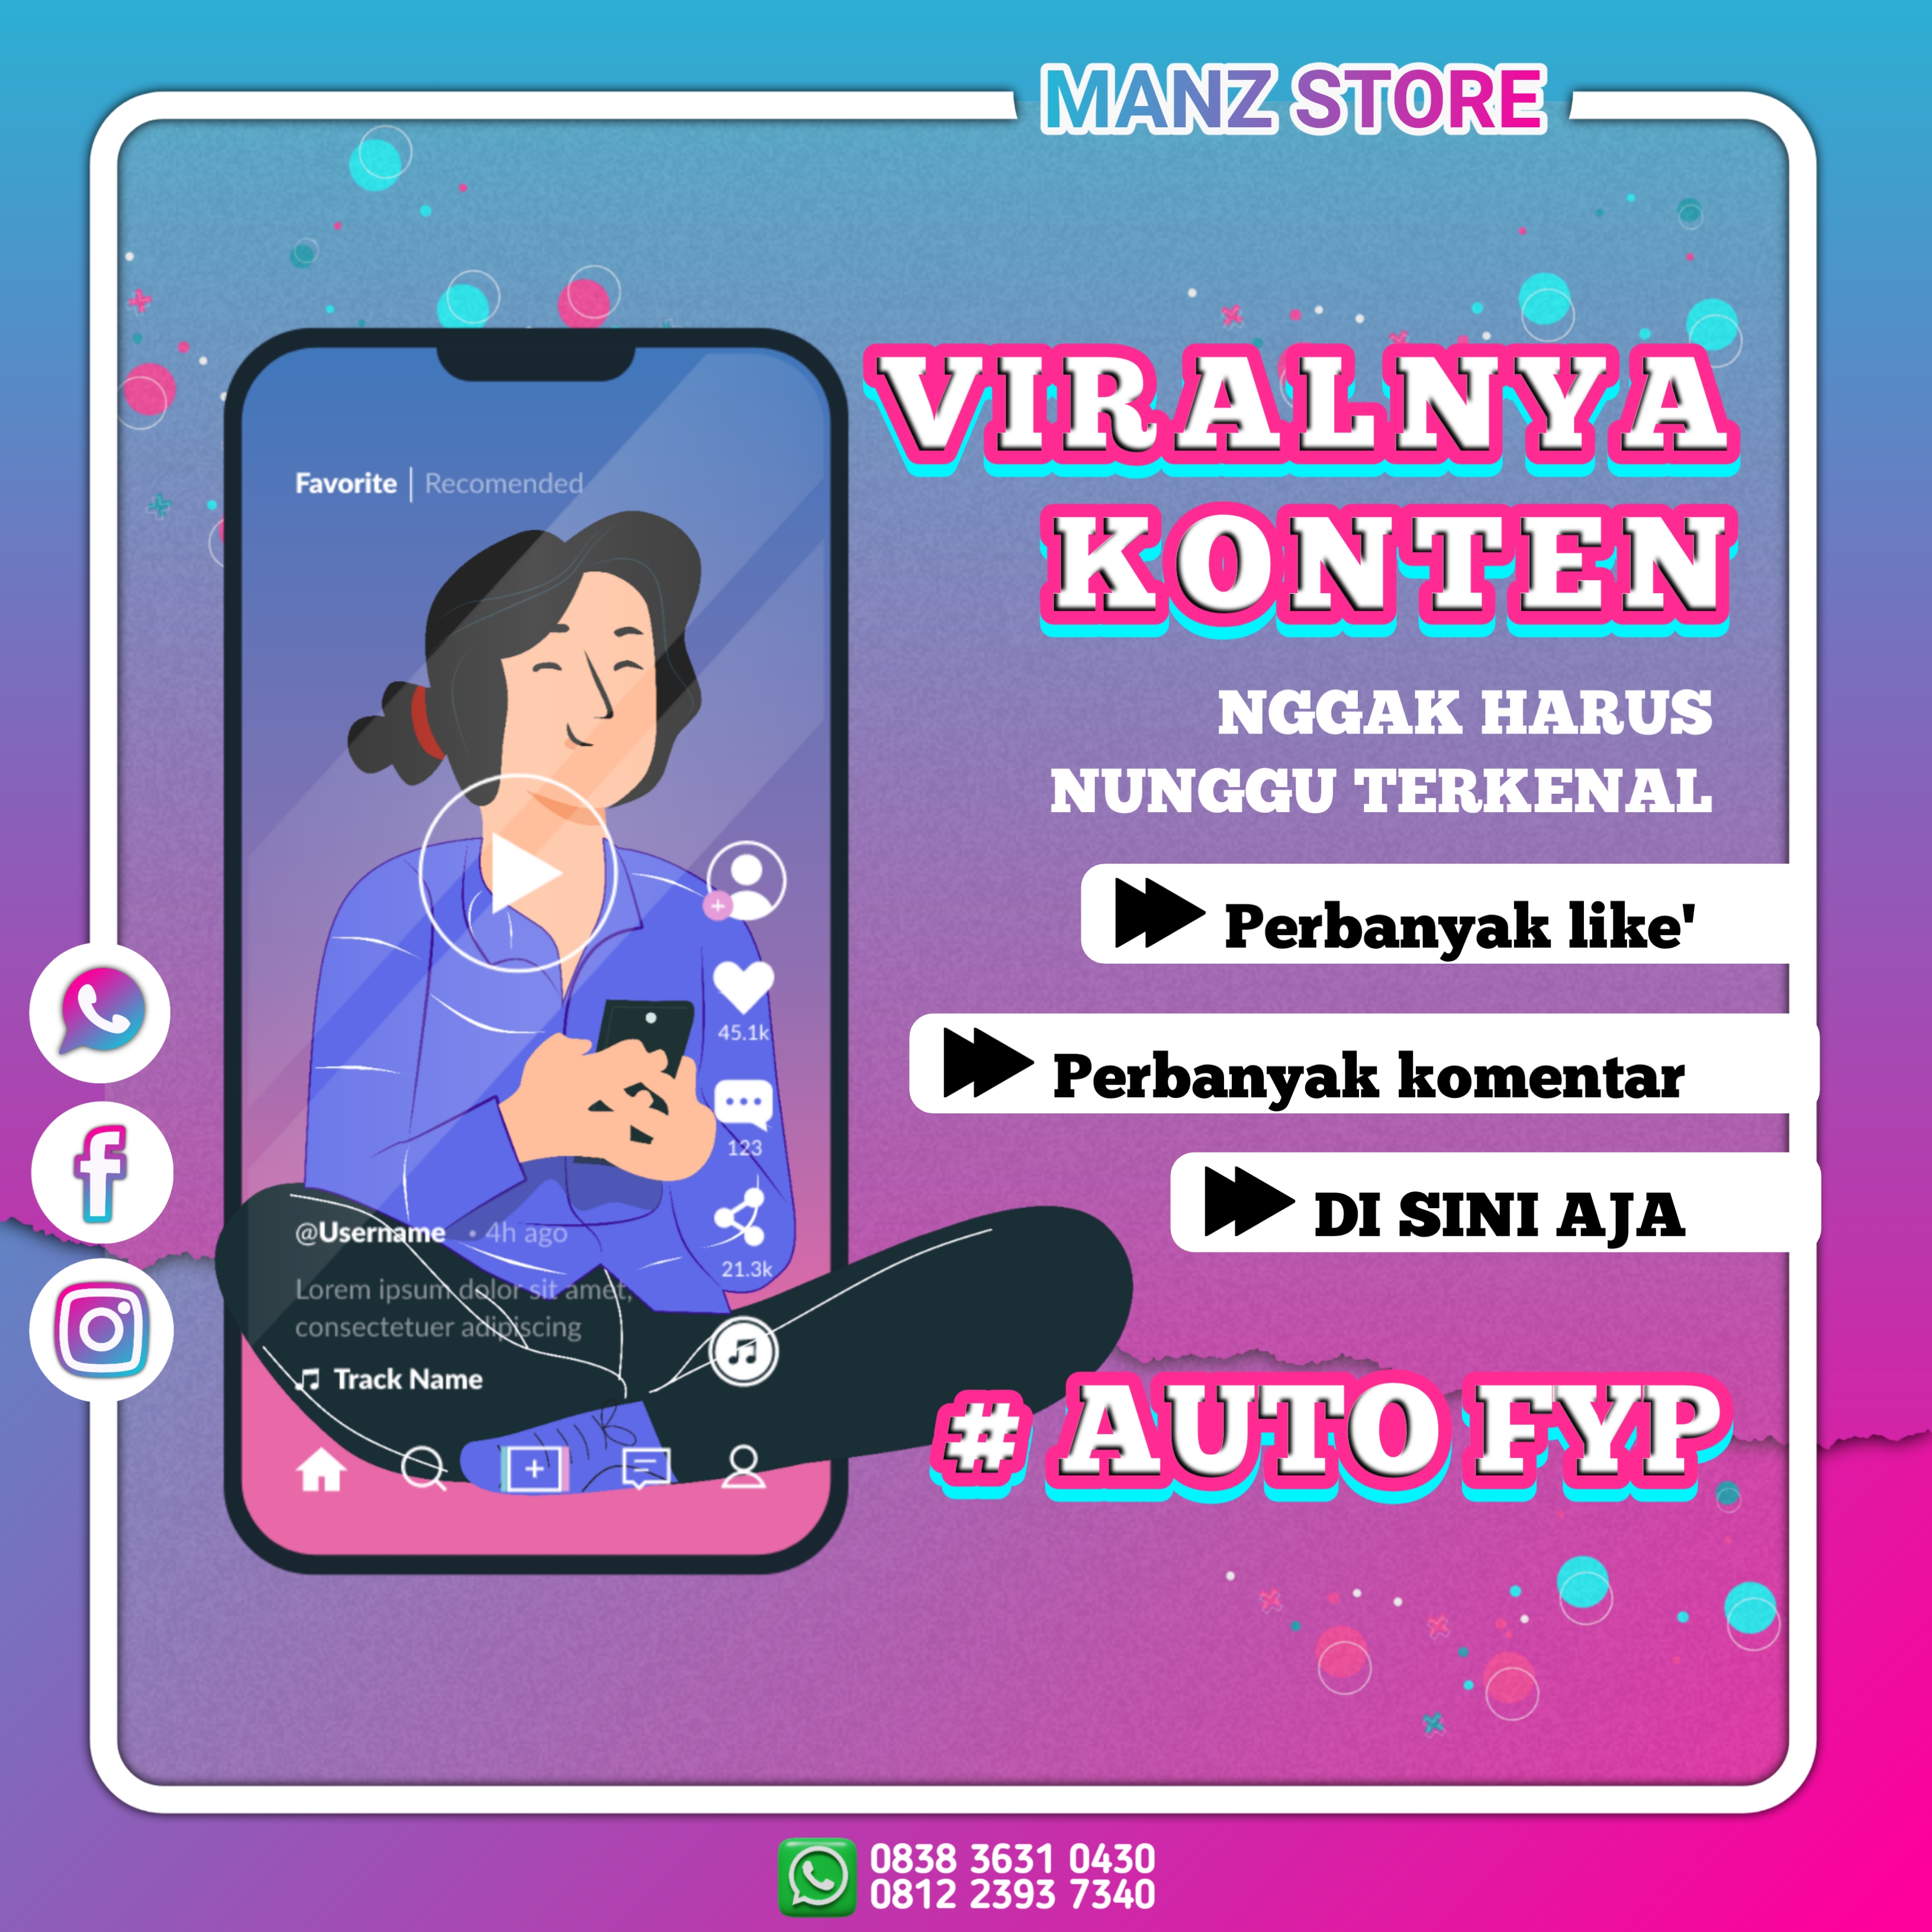 MANZ STORE
VIRALNYA
KONTEN
NGGAK HARUS
NUNGGU TERKENAL
Perbanyak like'
Perbanyak komentar
DI SINI AJA
# AUTO FYP
Favorite | Recomended
45.1k
123
21.3k
@Username • 4h ago
Lorem ipsum dolor sit amet,
consectetuer adipiscing
Track Name
0838 3631 0430
0812 2393 7340